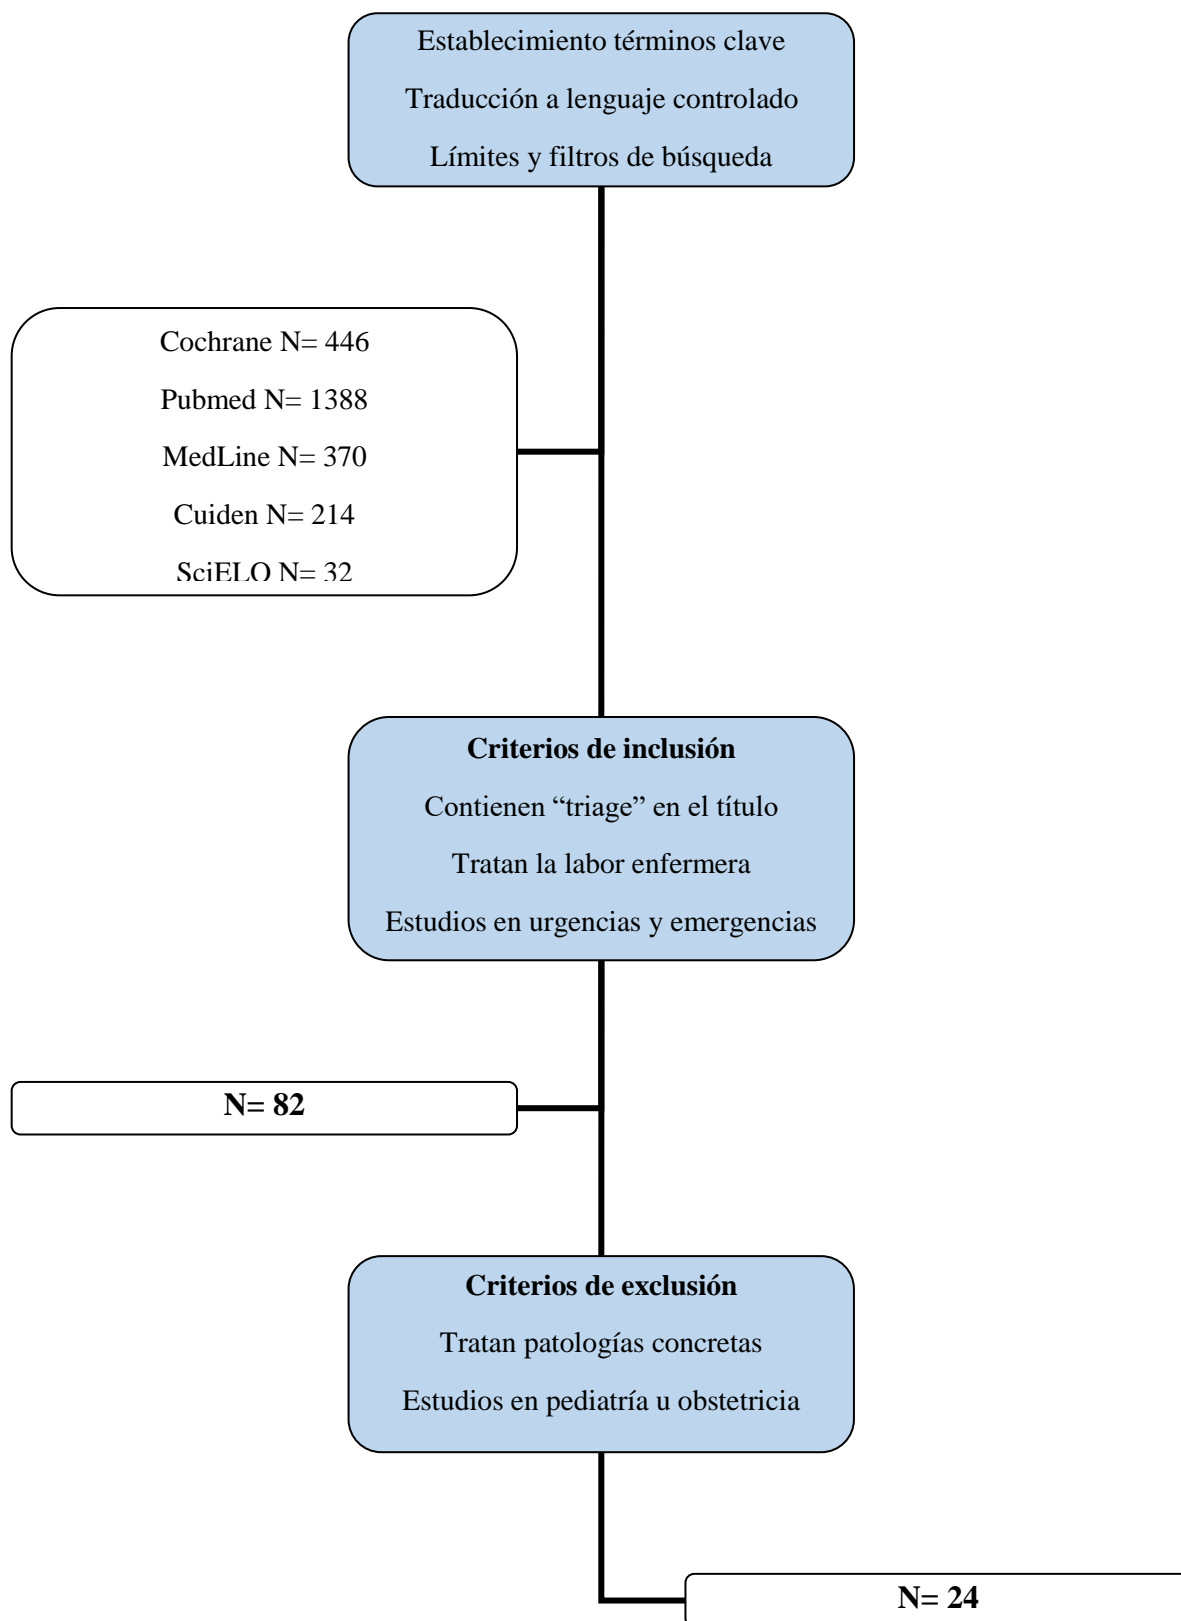 Establecimiento términos clave
Traducción a lenguaje controlado
Límites y filtros de búsqueda
Cochrane N= 446
Pubmed N= 1388
MedLine N= 370
Cuiden N= 214
SciELO N= 32
Criterios de inclusión
Contienen “triage” en el título
Tratan la labor enfermera
Estudios en urgencias y emergencias
N= 82
Criterios de exclusión
Tratan patologías concretas
Estudios en pediatría u obstetricia
N= 24